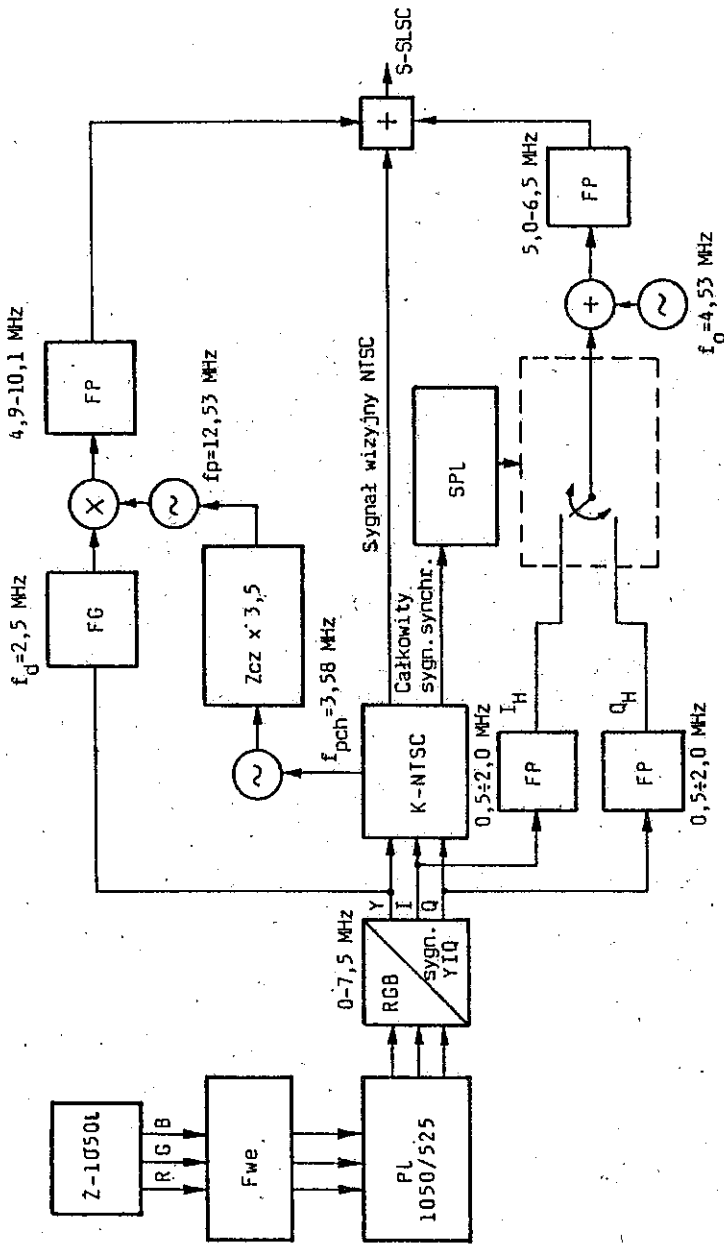 Z-1050L
R G B
Fwe
PL
1050/525
0-7,5 MHz
RGB
sygn.
YIQ
Y
I
Q
K-NTSC
f_pch=3,58 MHz
Zcz x 3,5
f_p=12,53 MHz
f_d=2,5 MHz
FG
X
~
~
4,9-10,1 MHz
FP
Sygnał wizyjny NTSC
Całkowity
sygn.synchr.
SPL
0,5÷2,0 MHz
FP
I_H
FP
0,5÷2,0 MHz
Q_H
+
~
f_o=4,53 MHz
5,0-6,5 MHz
FP
+
S-SLSC